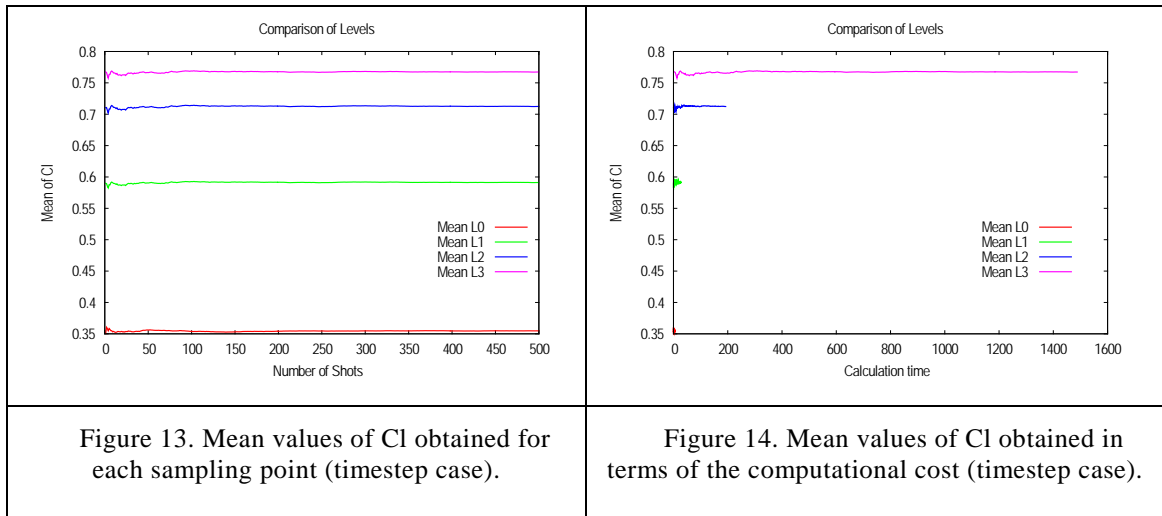 Comparison of Levels
0.8
0.75
0.7
0.65
0.6
0.55
0.5
0.45
0.4
0.35
Mean of Cl
Mean L0
Mean L1
Mean L2
Mean L3
0 50 100 150 200 250 300 350 400 450 500
Number of Shots
Comparison of Levels
0.8
0.75
0.7
0.65
0.6
0.55
0.5
0.45
0.4
0.35
Mean of Cl
Mean L0
Mean L1
Mean L2
Mean L3
0 200 400 600 800 1000 1200 1400 1600
Calculation time
Figure 13. Mean values of Cl obtained for
each sampling point (timestep case).
Figure 14. Mean values of Cl obtained in
terms of the computational cost (timestep case).